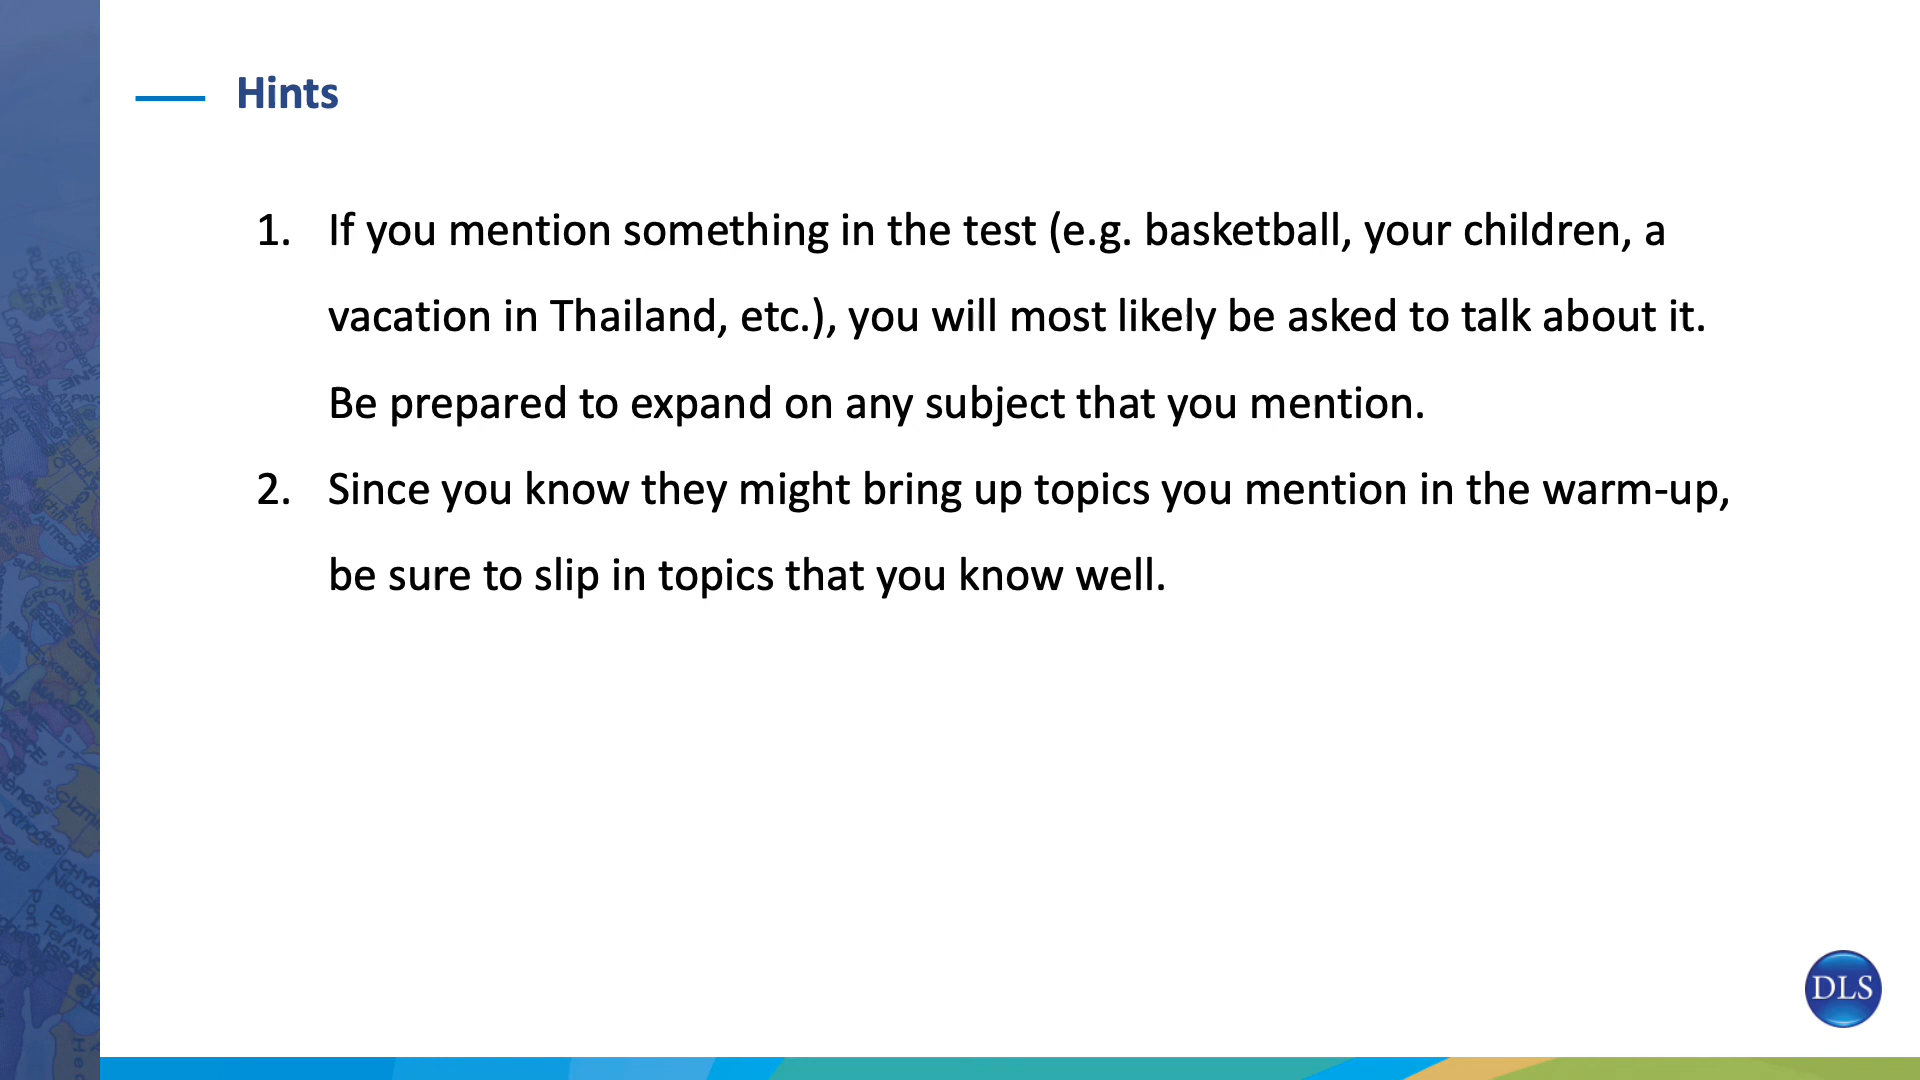 Hints
1. If you mention something in the test (e.g. basketball, your children, a
vacation in Thailand, etc.), you will most likely be asked to talk about it.
Be prepared to expand on any subject that you mention.
2. Since you know they might bring up topics you mention in the warm-up,
be sure to slip in topics that you know well.
DLS